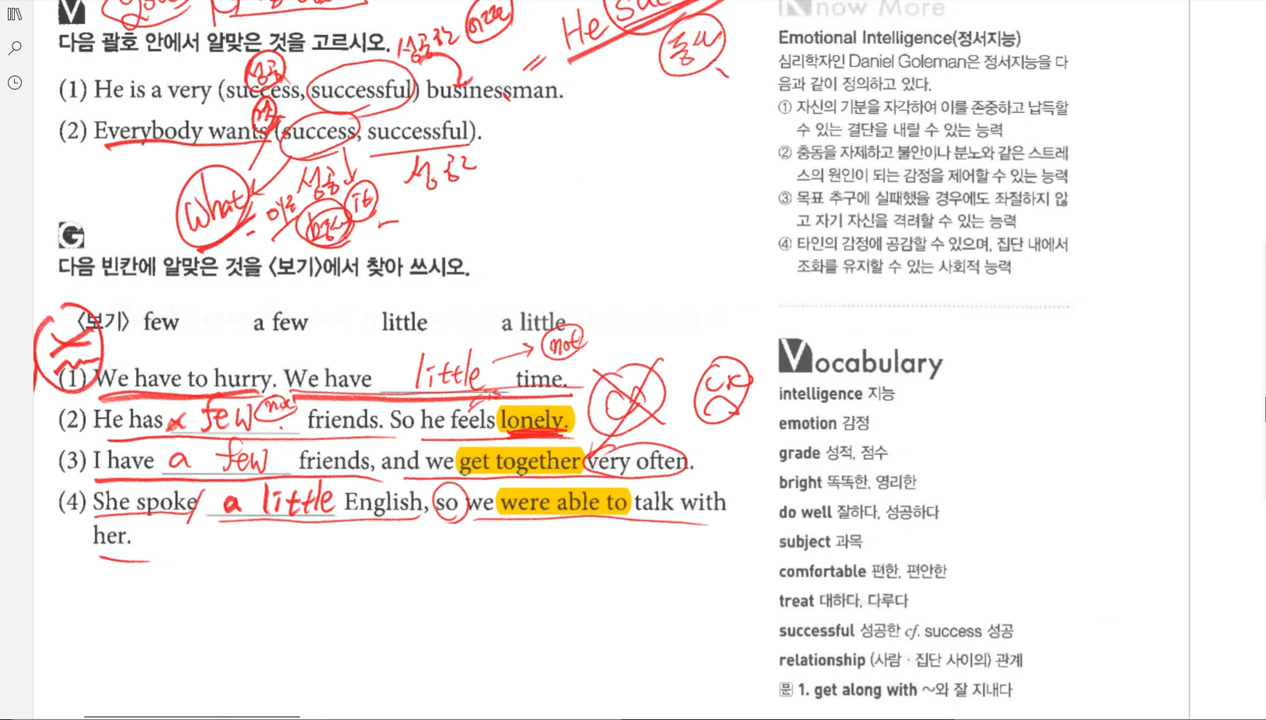 V
good
He suc
동사
다음 괄호 안에서 알맞은 것을 고르시오.
성공한
성공
(1) He is a very (success, successful) businessman.
(2) Everybody wants (success, successful).
성공
성공한
what
it
G
다음 빈칸에 알맞은 것을 <보기>에서 찾아 쓰시오.
<보기> few a few little a little
not
(1) We have to hurry. We have little time.
(2) He has few not friends. So he feels lonely.
(3) I have a few friends, and we get together very often.
(4) She spoke a little English, so we were able to talk with
her.
Know More
Emotional Intelligence(정서지능)
심리학자인 Daniel Goleman은 정서지능을 다
음과 같이 정의하고 있다.
① 자신의 기분을 자각하여 이를 존중하고 납득할
수 있는 결단을 내릴 수 있는 능력
② 충동을 자제하고 불안이나 분노와 같은 스트레
스의 원인이 되는 감정을 제어할 수 있는 능력
③ 목표 추구에 실패했을 경우에도 좌절하지 않
고 자기 자신을 격려할 수 있는 능력
④ 타인의 감정에 공감할 수 있으며, 집단 내에서
조화를 유지할 수 있는 사회적 능력
Vocabulary
intelligence 지능
emotion 감정
grade 성적, 점수
bright 똑똑한, 영리한
do well 잘하다, 성공하다
subject 과목
comfortable 편한, 편안한
treat 대하다, 다루다
successful 성공한 cf. success 성공
relationship (사람 · 집단 사이의) 관계
문 1. get along with ~와 잘 지내다